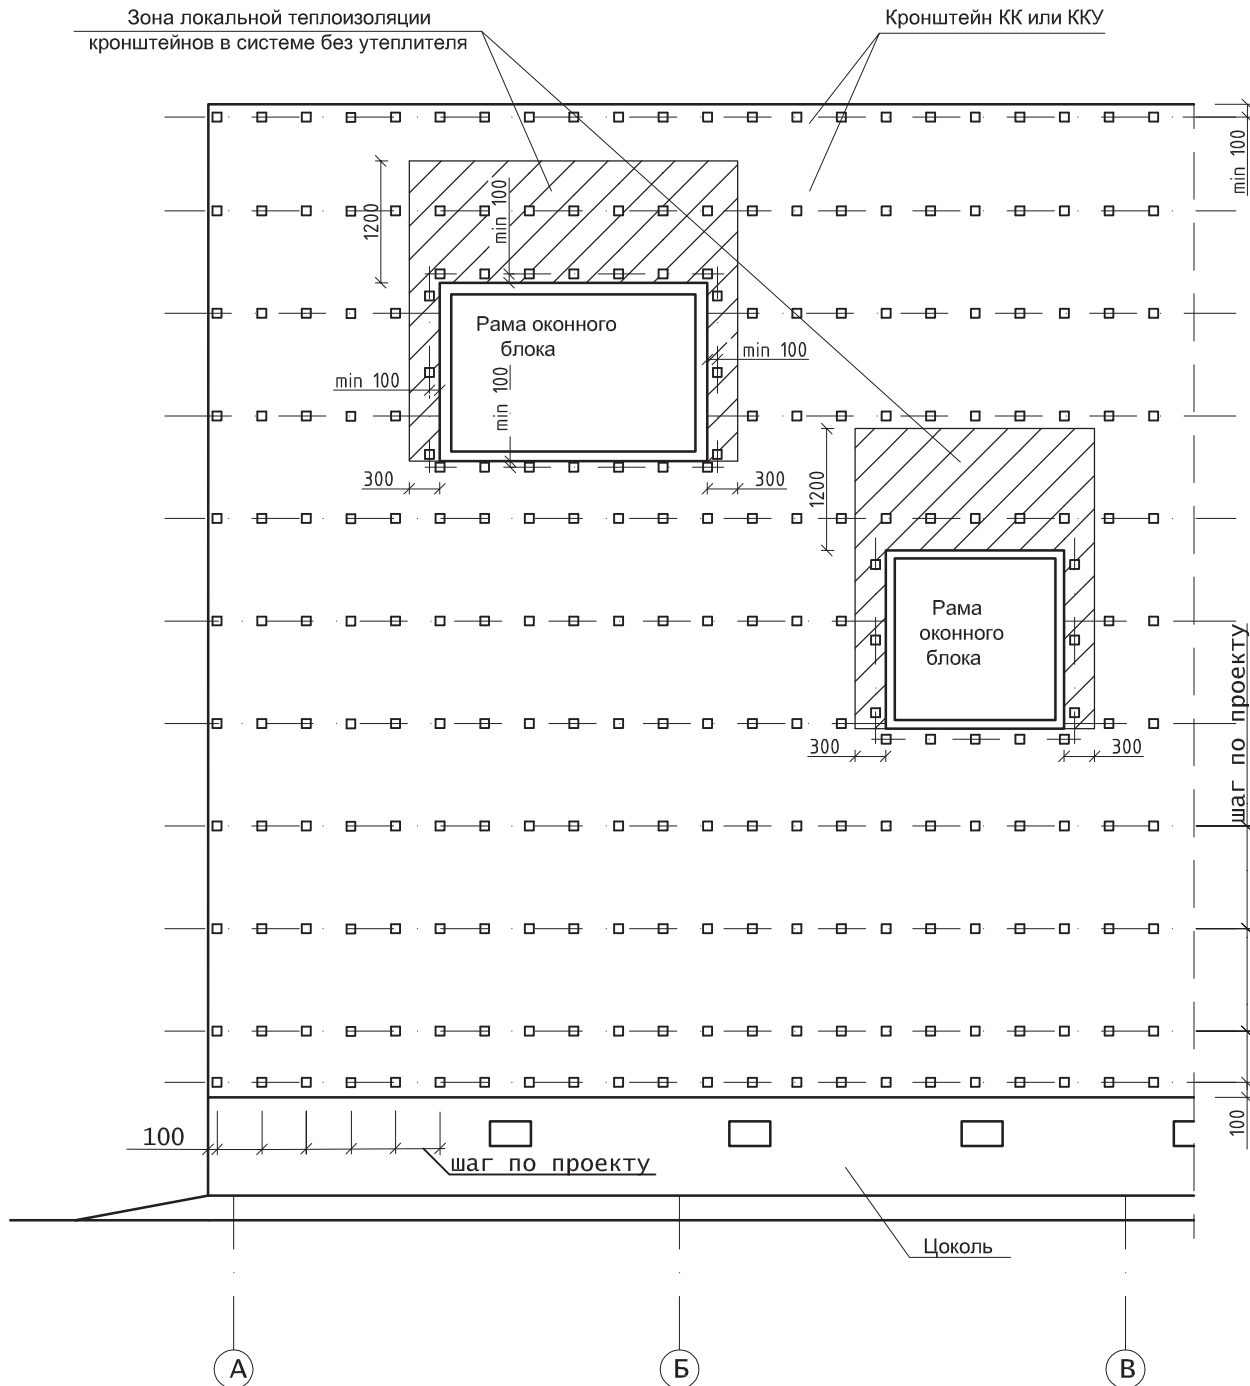 Зона локальной теплоизоляции
кронштейнов в системе без утеплителя
Кронштейн КК или ККУ
min 100
1200
min 100
Рама оконного
блока
min 100
min 100
min 100
300
300
1200
Рама
оконного
блока
300
300
шаг по проекту
100
100
шаг по проекту
Цоколь
А
Б
В